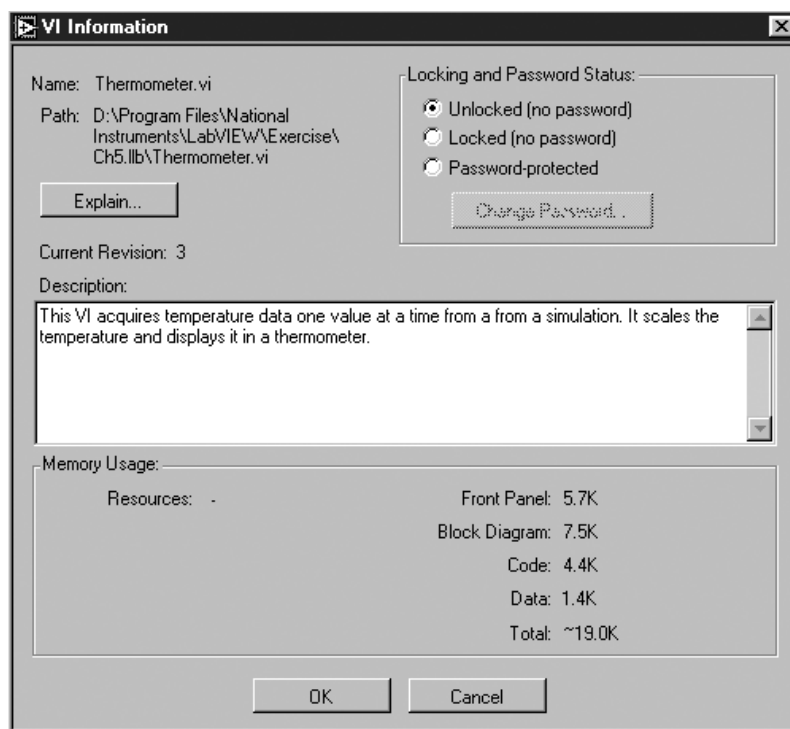 VI Information
Name: Thermometer.vi
Path: D:\Program Files\National
Instruments\LabVIEW\Exercise\
Ch5.llb\Thermometer.vi
Explain...
Current Revision: 3
Locking and Password Status:
Unlocked (no password)
Locked (no password)
Password-protected
Change Password...
Description:
This VI acquires temperature data one value at a time from a from a simulation. It scales the
temperature and displays it in a thermometer.
Memory Usage:
Resources: -
Front Panel: 5.7K
Block Diagram: 7.5K
Code: 4.4K
Data: 1.4K
Total: ~19.0K
OK
Cancel